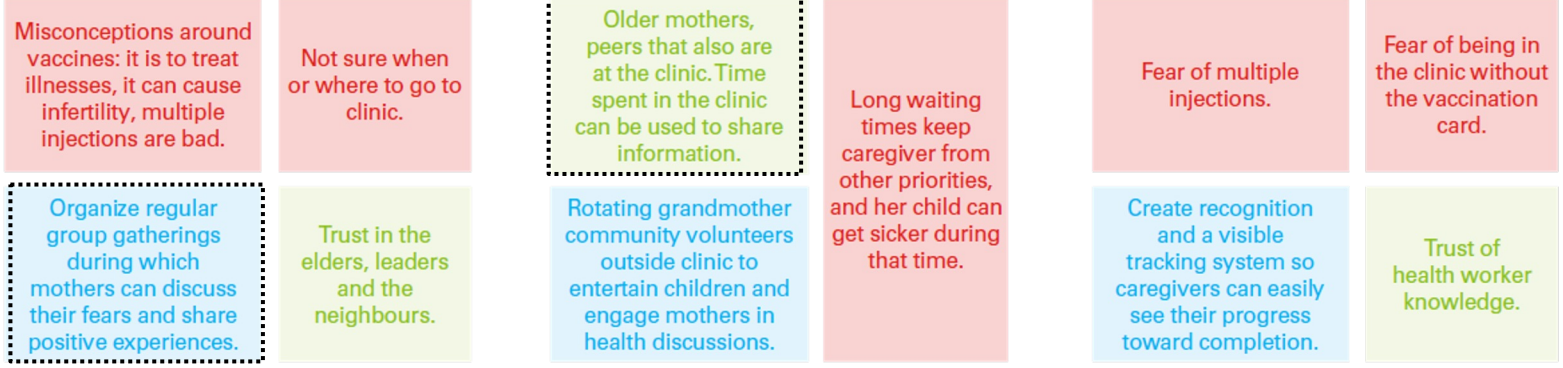 Misconceptions around
vaccines: it is to treat
illnesses, it can cause
infertility, multiple
injections are bad.
Not sure when
or where to go to
clinic.
Organize regular
group gatherings
during which
mothers can discuss
their fears and share
positive experiences.
Trust in the
elders, leaders
and the
neighbours.
Older mothers,
peers that also are
at the clinic. Time
spent in the clinic
can be used to share
information.
Long waiting
times keep
caregiver from
other priorities,
and her child can
get sicker during
that time.
Rotating grandmother
community volunteers
outside clinic to
entertain children and
engage mothers in
health discussions.
Fear of multiple
injections.
Fear of being in
the clinic without
the vaccination
card.
Create recognition
and a visible
tracking system so
caregivers can easily
see their progress
toward completion.
Trust of
health worker
knowledge.